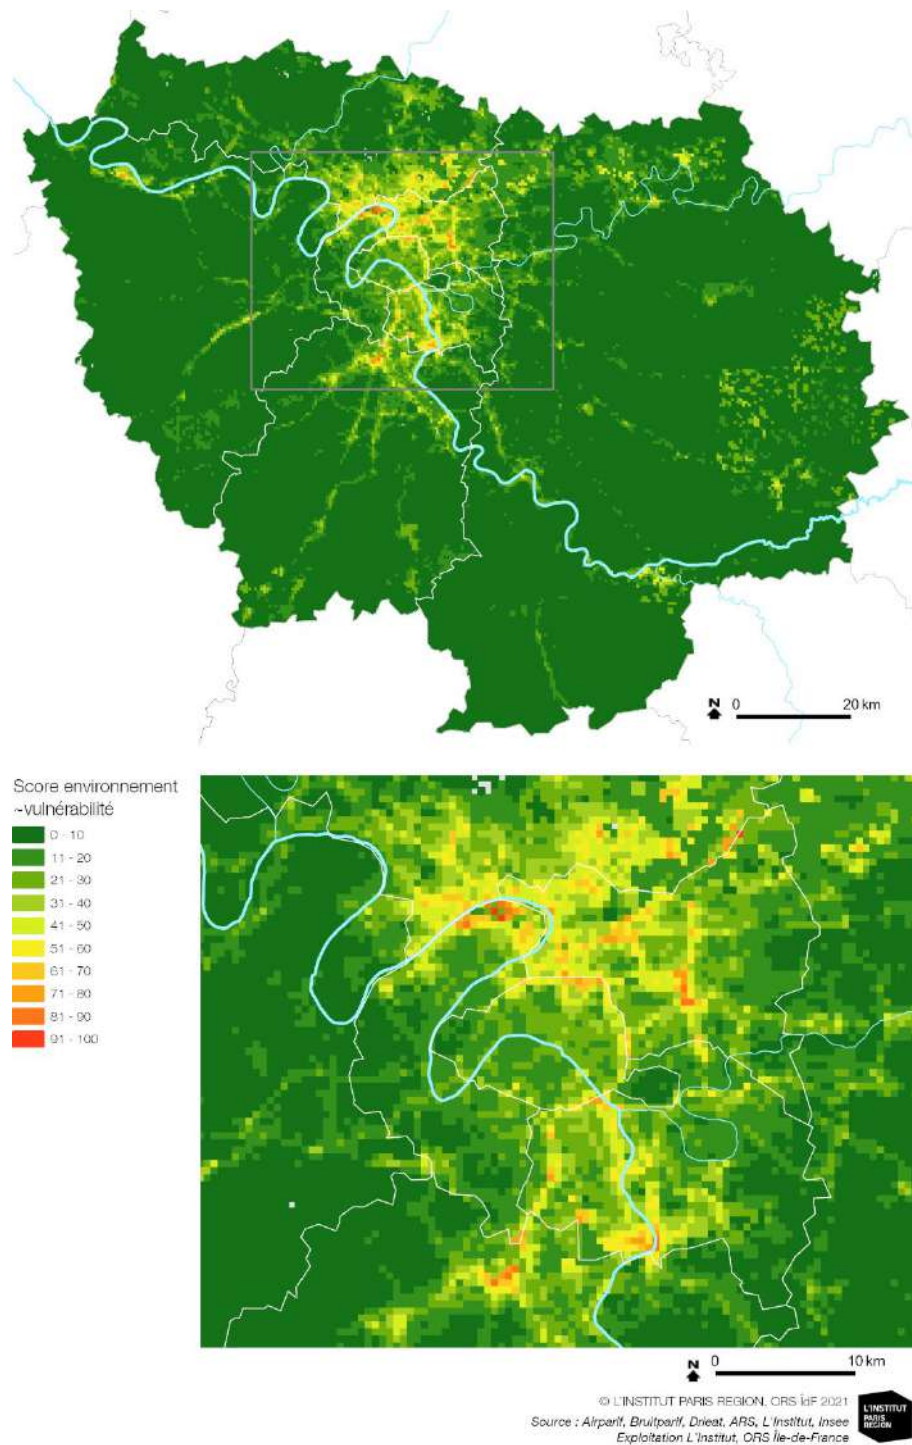 N 0 20 km
Score environnement
~vulnérabilité
0 - 10
11 - 20
21 - 30
31 - 40
41 - 50
51 - 60
61 - 70
71 - 80
81 - 90
91 - 100
N 0 10 km
© L'INSTITUT PARIS REGION, ORS ÎdF 2021
Source : Airparif, Bruitparif, Drieat, ARS, L'Institut, Insee
Exploitation L'Institut, ORS Île-de-France
L'INSTITUT
PARIS
REGION